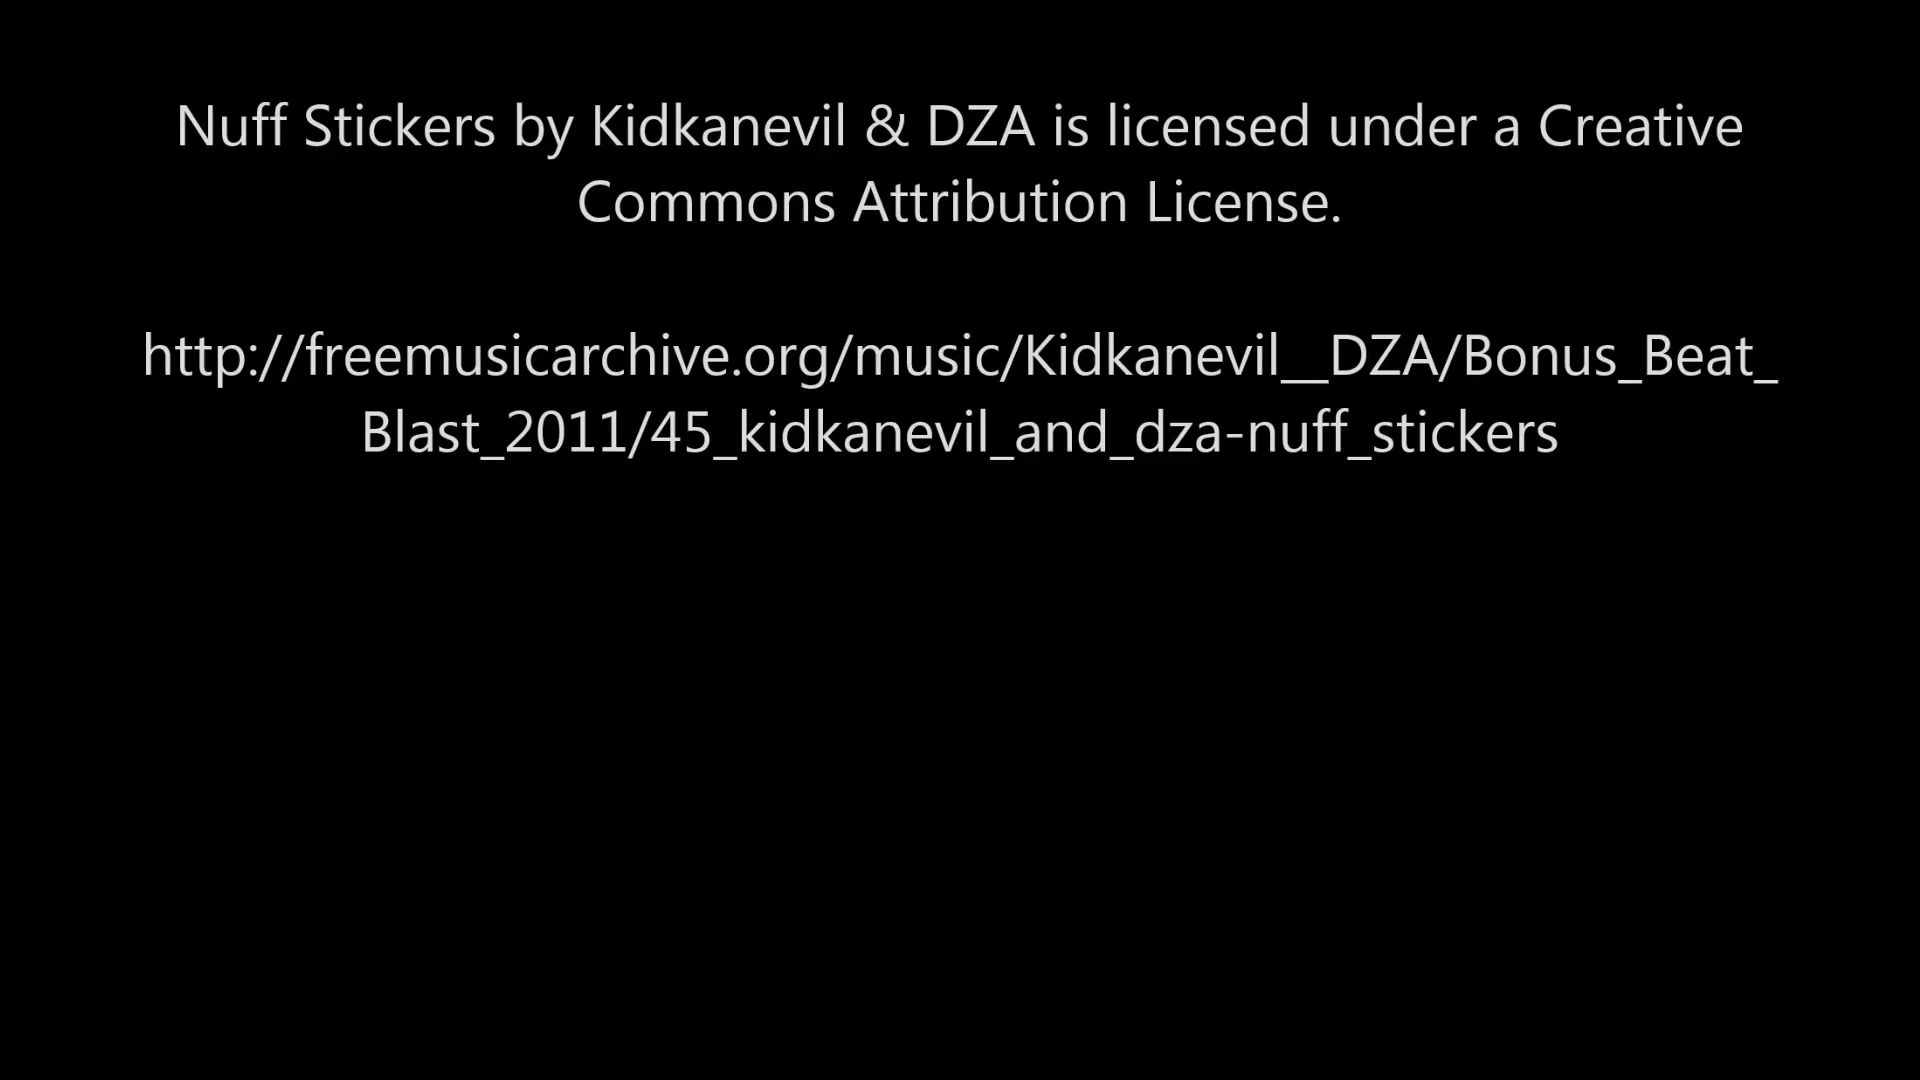 Nuff Stickers by Kidkanevil & DZA is licensed under a Creative
Commons Attribution License.
http://freemusicarchive.org/music/Kidkanevil__DZA/Bonus_Beat_
Blast_2011/45_kidkanevil_and_dza-nuff_stickers